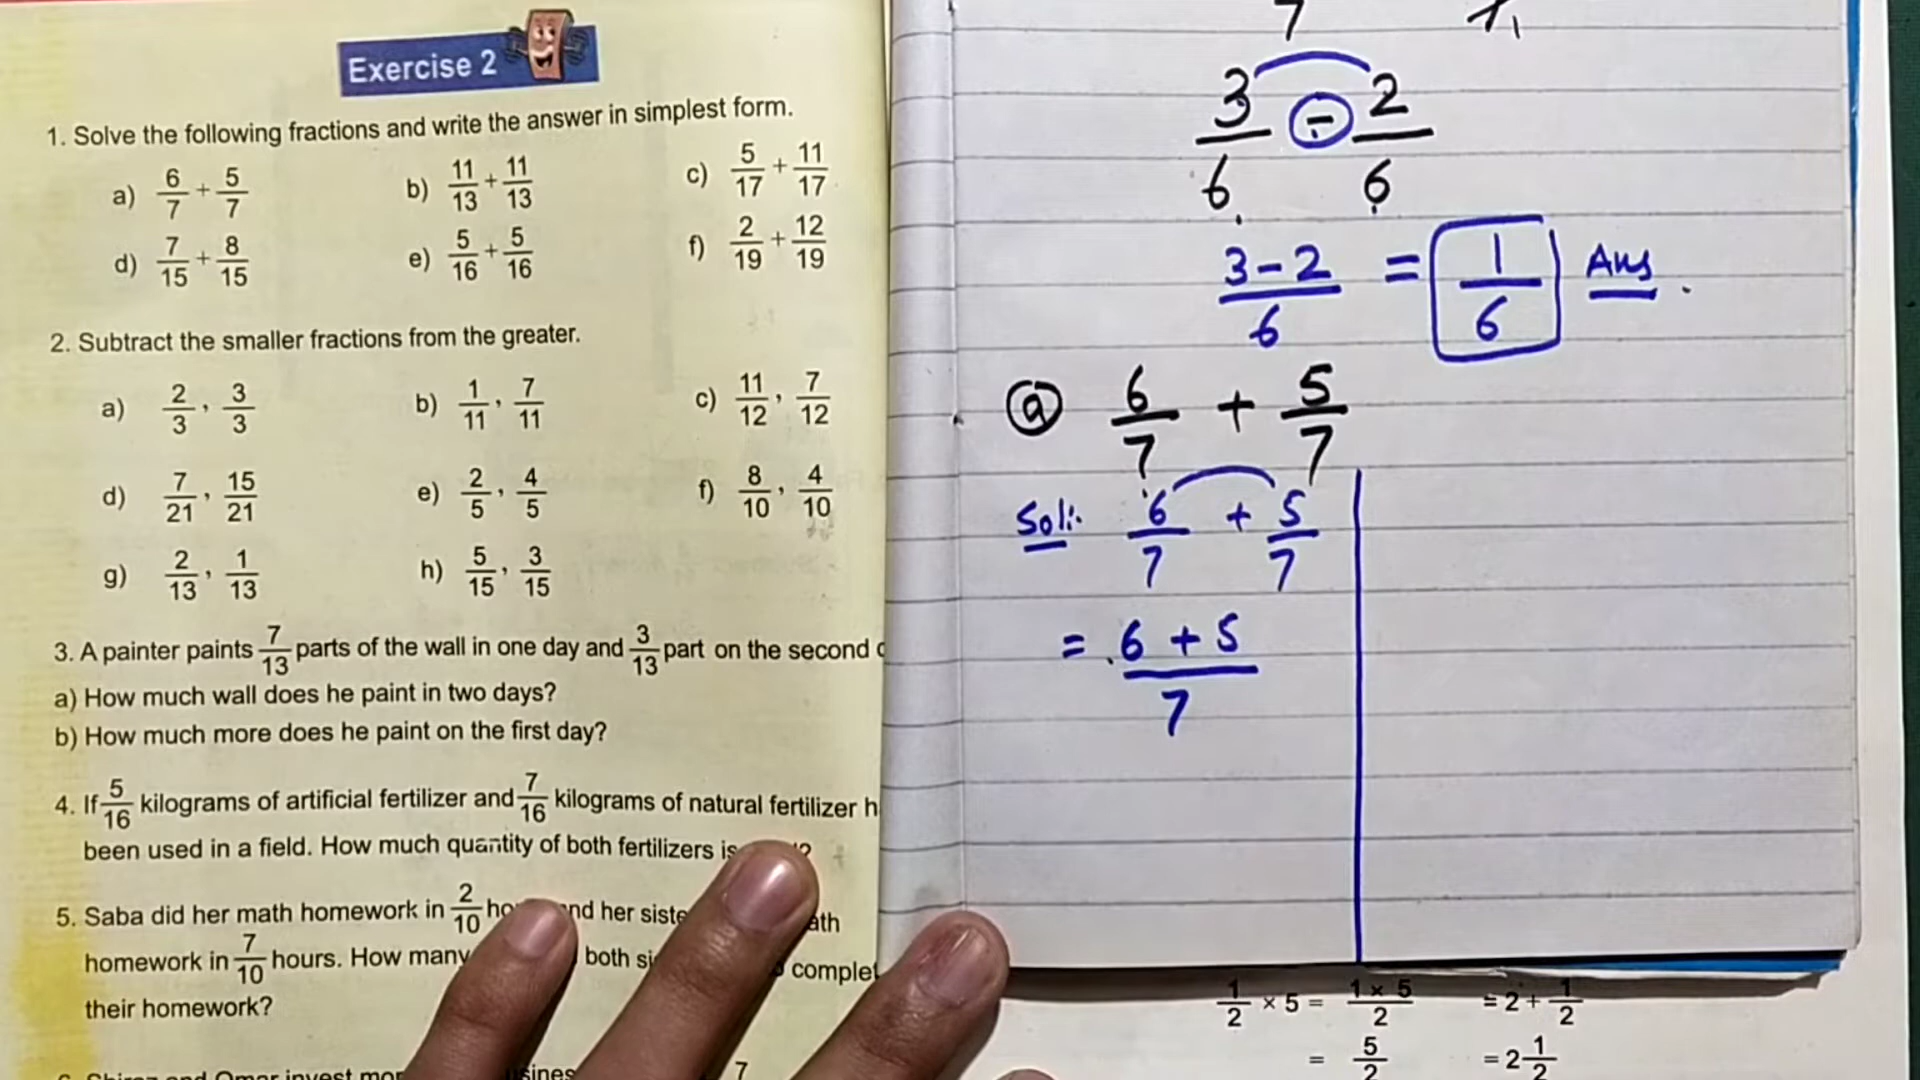 Exercise 2
1. Solve the following fractions and write the answer in simplest form.
a) 6/7 + 5/7 b) 11/13 + 11/13 c) 5/17 + 11/17
d) 7/15 + 8/15 e) 5/16 + 5/16 f) 2/19 + 12/19
2. Subtract the smaller fractions from the greater.
a) 2/3 , 3/3 b) 1/11 , 7/11 c) 11/12 , 7/12
d) 7/21 , 15/21 e) 2/5 , 4/5 f) 8/10 , 4/10
g) 2/13 , 1/13 h) 5/15 , 3/15
3. A painter paints 7/13 parts of the wall in one day and 3/13 part on the second
a) How much wall does he paint in two days?
b) How much more does he paint on the first day?
4. If 5/16 kilograms of artificial fertilizer and 7/16 kilograms of natural fertilizer
been used in a field. How much quantity of both fertilizers is
5. Saba did her math homework in 2/10 and her
homework in 7/10 hours. How many both
their homework?
and Omar invest
7
7
3/6 - 2/6
3-2/6 = 1/6 Ans.
a 6/7 + 5/7
Sol: 6/7 + 5/7
= 6+5/7
1/2 × 5 = 1 × 5/2 = 2 + 1/2
= 5/2 = 2 1/2